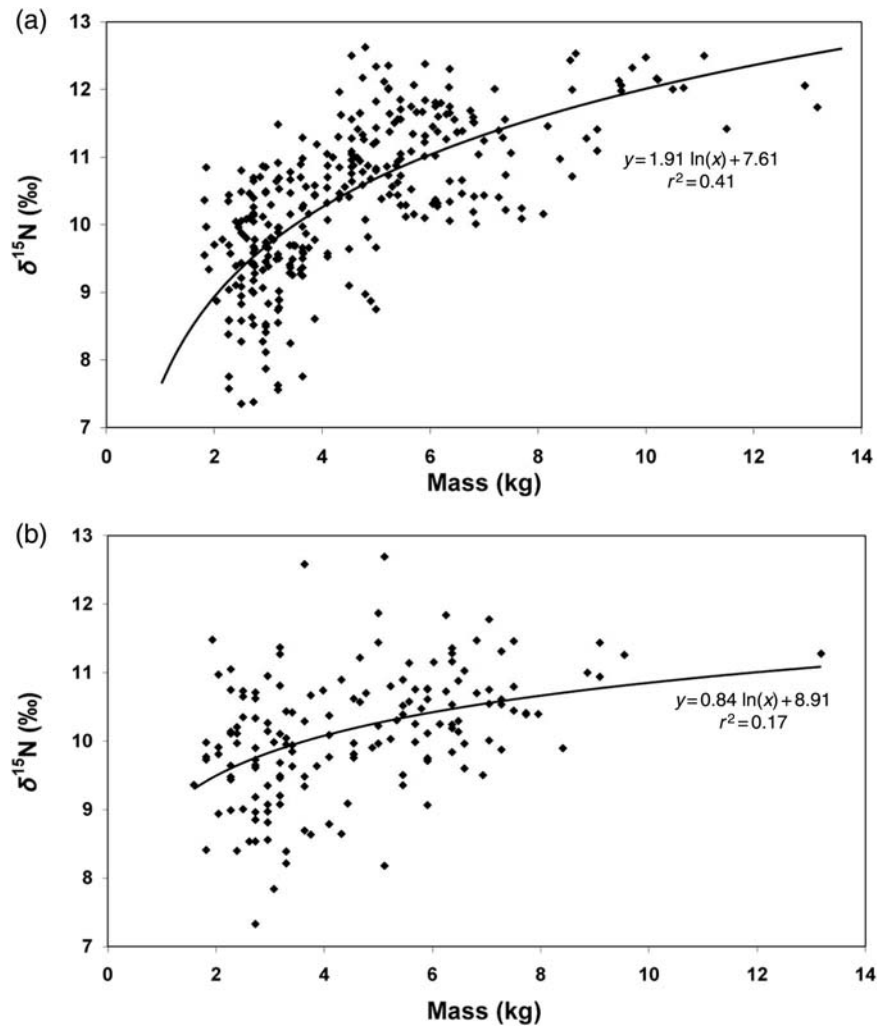 (a)
13
12
11
10
9
8
7
δ15N (‰)
y=1.91 ln(x)+7.61
r2=0.41
0 2 4 6 8 10 12 14
Mass (kg)
(b)
13
12
11
10
9
8
7
δ15N (‰)
y=0.84 ln(x)+8.91
r2=0.17
0 2 4 6 8 10 12 14
Mass (kg)